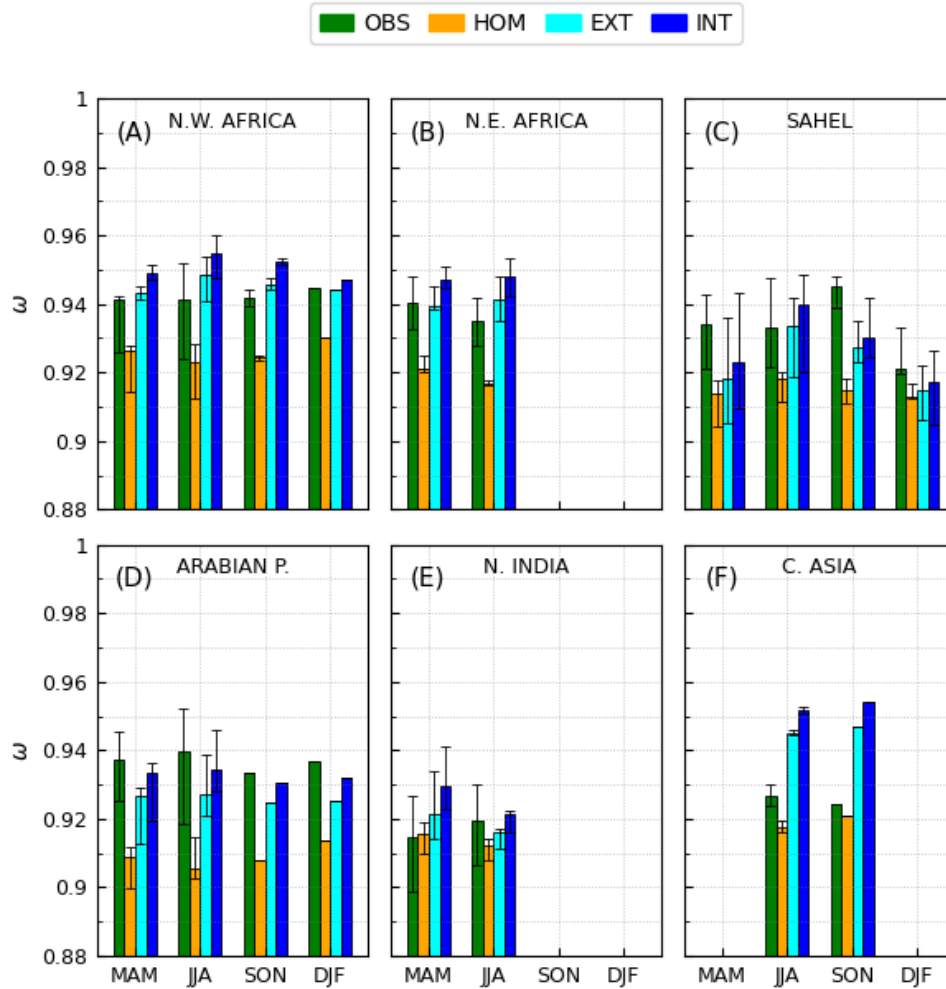 OBS HOM EXT INT
(A) N.W. AFRICA
(B) N.E. AFRICA
(C) SAHEL
1
0.98
0.96
0.94
0.92
0.9
0.88
ω
(D) ARABIAN P.
(E) N. INDIA
(F) C. ASIA
1
0.98
0.96
0.94
0.92
0.9
0.88
ω
MAM JJA SON DJF
MAM JJA SON DJF
MAM JJA SON DJF